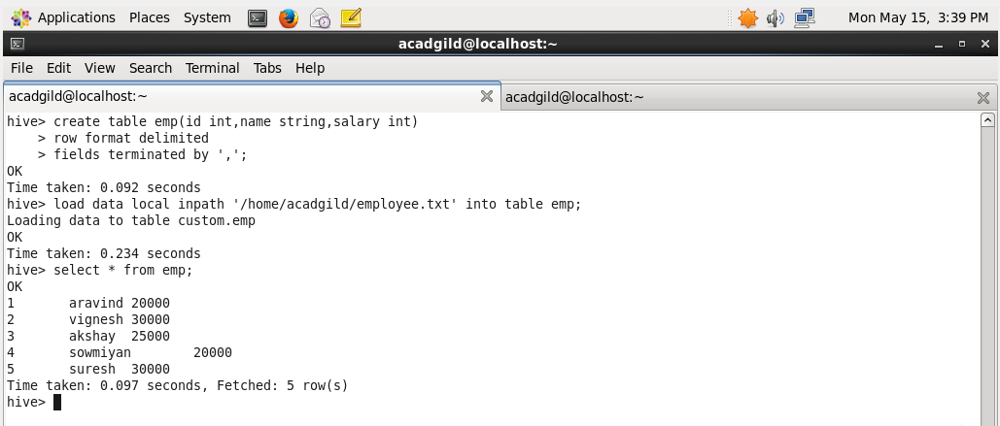 Applications Places System Mon May 15, 3:39 PM
acadgild@localhost:~
File Edit View Search Terminal Tabs Help
acadgild@localhost:~ acadgild@localhost:~
hive> create table emp(id int,name string,salary int)
    > row format delimited
    > fields terminated by ',';
OK
Time taken: 0.092 seconds
hive> load data local inpath '/home/acadgild/employee.txt' into table emp;
Loading data to table custom.emp
OK
Time taken: 0.234 seconds
hive> select * from emp;
OK
1       aravind 20000
2       vignesh 30000
3       akshay  25000
4       sowmiyan        20000
5       suresh  30000
Time taken: 0.097 seconds, Fetched: 5 row(s)
hive>